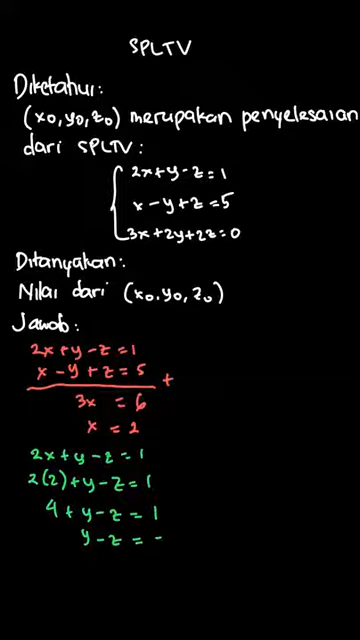 SPLTV
Diketahui:
(x0, y0, z0) merupakan penyelesaian
dari SPLTV:
2x+y-z=1
x-y+z=5
3x+2y+2z=0
Ditanyakan:
Nilai dari (x0, y0, z0)
Jawab:
2x+y-z=1
x-y+z=5
+
3x = 6
x = 2
2x+y-z=1
2(2)+y-z=1
4+y-z=1
y-z=-